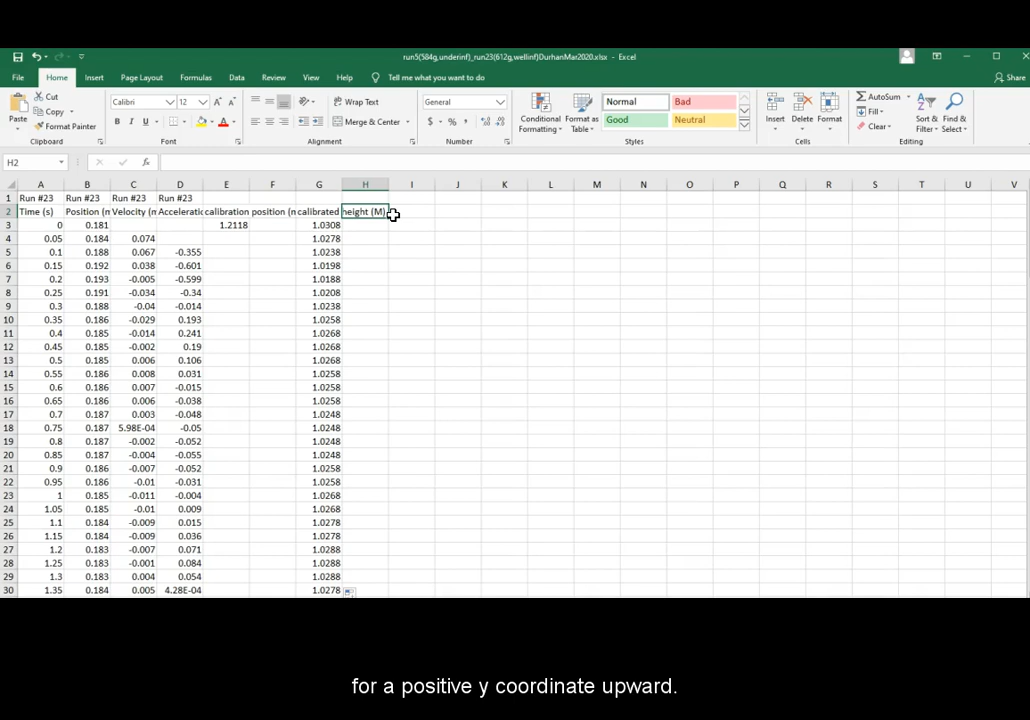 run5(584g,underinf)_run23(612g,wellinf)DurhanMar2020.xlsx - Excel
File Home Insert Page Layout Formulas Data Review View Help Tell me what you want to do Share
Cut
Copy
Format Painter
Paste
Clipboard
Calibri 12
B I U
Font
Wrap Text
Merge & Center
Alignment
General
$ % ,
Number
Conditional Formatting
Format as Table
Normal Bad
Good Neutral
Styles
Insert Delete Format
Cells
AutoSum
Fill
Clear
Sort & Filter
Find & Select
Editing
H2 fx
A B C D E F G H I J K L M N O P Q R S T U V
1 Run #23 Run #23 Run #23 Run #23
2 Time (s) Position (m Velocity (m Acceleratic calibration position (m calibrated height (M)
3 0 0.181 1.2118 1.0308
4 0.05 0.184 0.074 1.0278
5 0.1 0.188 0.067 -0.355 1.0238
6 0.15 0.192 0.038 -0.601 1.0198
7 0.2 0.193 -0.005 -0.599 1.0188
8 0.25 0.191 -0.034 -0.34 1.0208
9 0.3 0.188 -0.04 -0.014 1.0238
10 0.35 0.186 -0.029 0.193 1.0258
11 0.4 0.185 -0.014 0.241 1.0268
12 0.45 0.185 -0.002 0.19 1.0268
13 0.5 0.185 0.006 0.106 1.0268
14 0.55 0.186 0.008 0.031 1.0258
15 0.6 0.186 0.007 -0.015 1.0258
16 0.65 0.186 0.006 -0.038 1.0258
17 0.7 0.187 0.003 -0.048 1.0248
18 0.75 0.187 5.98E-04 -0.05 1.0248
19 0.8 0.187 -0.002 -0.052 1.0248
20 0.85 0.187 -0.004 -0.055 1.0248
21 0.9 0.186 -0.007 -0.052 1.0258
22 0.95 0.186 -0.01 -0.031 1.0258
23 1 0.185 -0.011 -0.004 1.0268
24 1.05 0.185 -0.01 0.009 1.0268
25 1.1 0.184 -0.009 0.015 1.0278
26 1.15 0.184 -0.009 0.036 1.0278
27 1.2 0.183 -0.007 0.071 1.0288
28 1.25 0.183 -0.001 0.084 1.0288
29 1.3 0.183 0.004 0.054 1.0288
30 1.35 0.184 0.005 4.28E-04 1.0278
for a positive y coordinate upward.